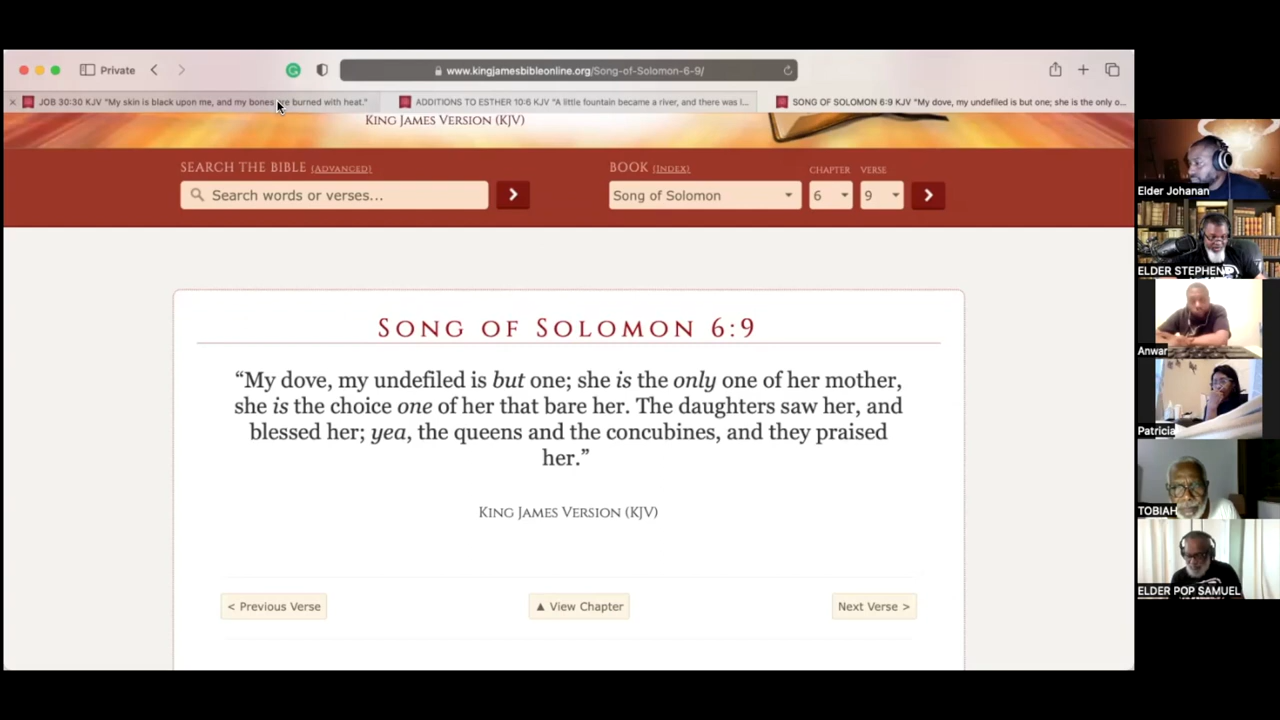 Private
www.kingjamesbibleonline.org/Song-of-Solomon-6-9/
JOB 30:30 KJV "My skin is black upon me, and my bones are burned with heat."
ADDITIONS TO ESTHER 10:6 KJV "A little fountain became a river, and there was l...
SONG OF SOLOMON 6:9 KJV "My dove, my undefiled is but one; she is the only o...
KING JAMES VERSION (KJV)
SEARCH THE BIBLE (ADVANCED)
BOOK (INDEX)
CHAPTER
VERSE
Search words or verses...
Song of Solomon
6
9
SONG OF SOLOMON 6:9
“My dove, my undefiled is but one; she is the only one of her mother,
she is the choice one of her that bare her. The daughters saw her, and
blessed her; yea, the queens and the concubines, and they praised
her.”
KING JAMES VERSION (KJV)
< Previous Verse
▲ View Chapter
Next Verse >
Elder Johanan
ELDER STEPHEN
Anwar
Patricia
TOBIAH
ELDER POP SAMUEL